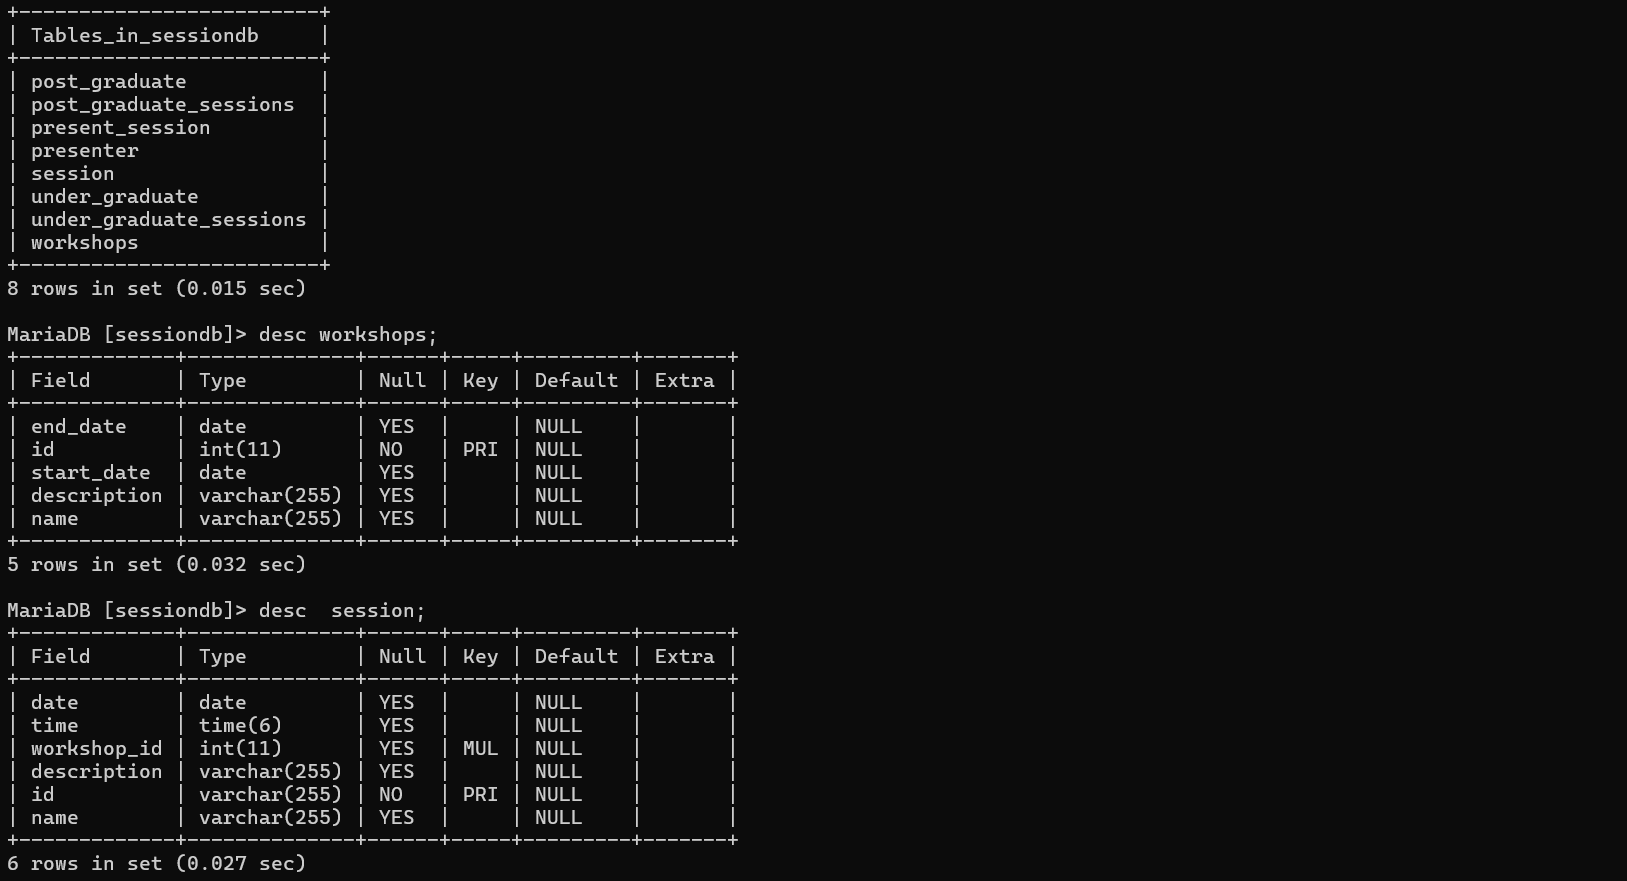 +-------------------------+
| Tables_in_sessiondb     |
+-------------------------+
| post_graduate           |
| post_graduate_sessions  |
| present_session         |
| presenter               |
| session                 |
| under_graduate          |
| under_graduate_sessions |
| workshops               |
+-------------------------+
8 rows in set (0.015 sec)

MariaDB [sessiondb]> desc workshops;
+-------------+--------------+------+-----+---------+-------+
| Field       | Type         | Null | Key | Default | Extra |
+-------------+--------------+------+-----+---------+-------+
| end_date    | date         | YES  |     | NULL    |       |
| id          | int(11)      | NO   | PRI | NULL    |       |
| start_date  | date         | YES  |     | NULL    |       |
| description | varchar(255) | YES  |     | NULL    |       |
| name        | varchar(255) | YES  |     | NULL    |       |
+-------------+--------------+------+-----+---------+-------+
5 rows in set (0.032 sec)

MariaDB [sessiondb]> desc  session;
+-------------+--------------+------+-----+---------+-------+
| Field       | Type         | Null | Key | Default | Extra |
+-------------+--------------+------+-----+---------+-------+
| date        | date         | YES  |     | NULL    |       |
| time        | time(6)      | YES  |     | NULL    |       |
| workshop_id | int(11)      | YES  | MUL | NULL    |       |
| description | varchar(255) | YES  |     | NULL    |       |
| id          | varchar(255) | NO   | PRI | NULL    |       |
| name        | varchar(255) | YES  |     | NULL    |       |
+-------------+--------------+------+-----+---------+-------+
6 rows in set (0.027 sec)